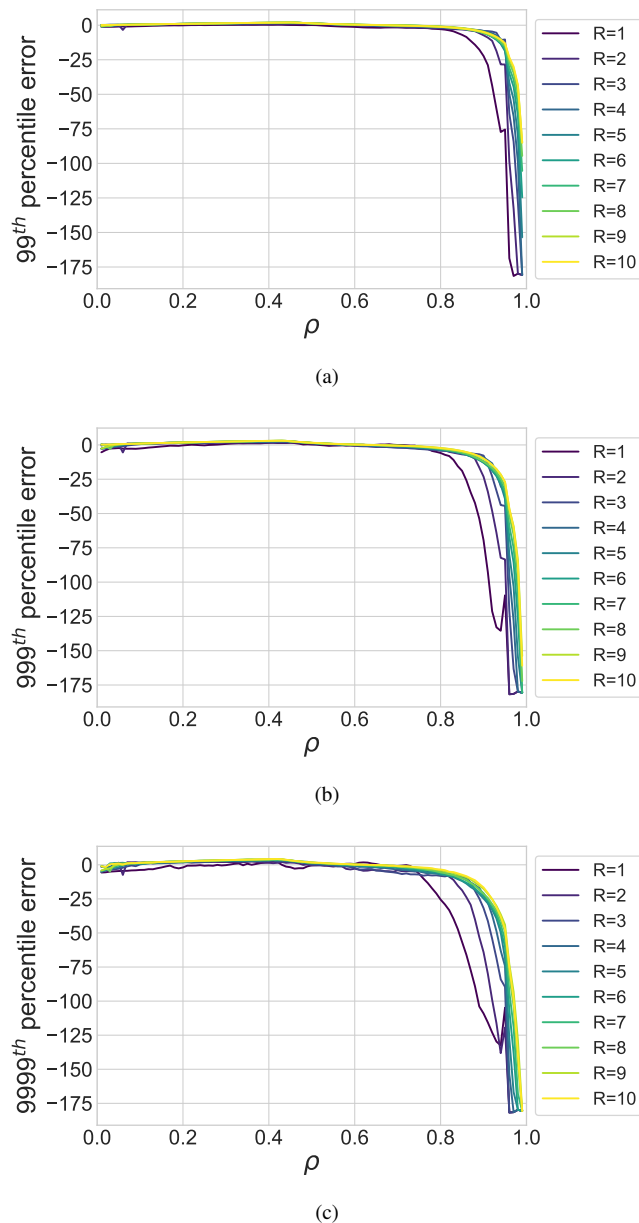 0
−25
−50
−75
−100
−125
−150
−175
99th percentile error
0.0 0.2 0.4 0.6 0.8 1.0
ρ
R=1
R=2
R=3
R=4
R=5
R=6
R=7
R=8
R=9
R=10
(a)
0
−25
−50
−75
−100
−125
−150
−175
999th percentile error
0.0 0.2 0.4 0.6 0.8 1.0
ρ
R=1
R=2
R=3
R=4
R=5
R=6
R=7
R=8
R=9
R=10
(b)
0
−25
−50
−75
−100
−125
−150
−175
9999th percentile error
0.0 0.2 0.4 0.6 0.8 1.0
ρ
R=1
R=2
R=3
R=4
R=5
R=6
R=7
R=8
R=9
R=10
(c)